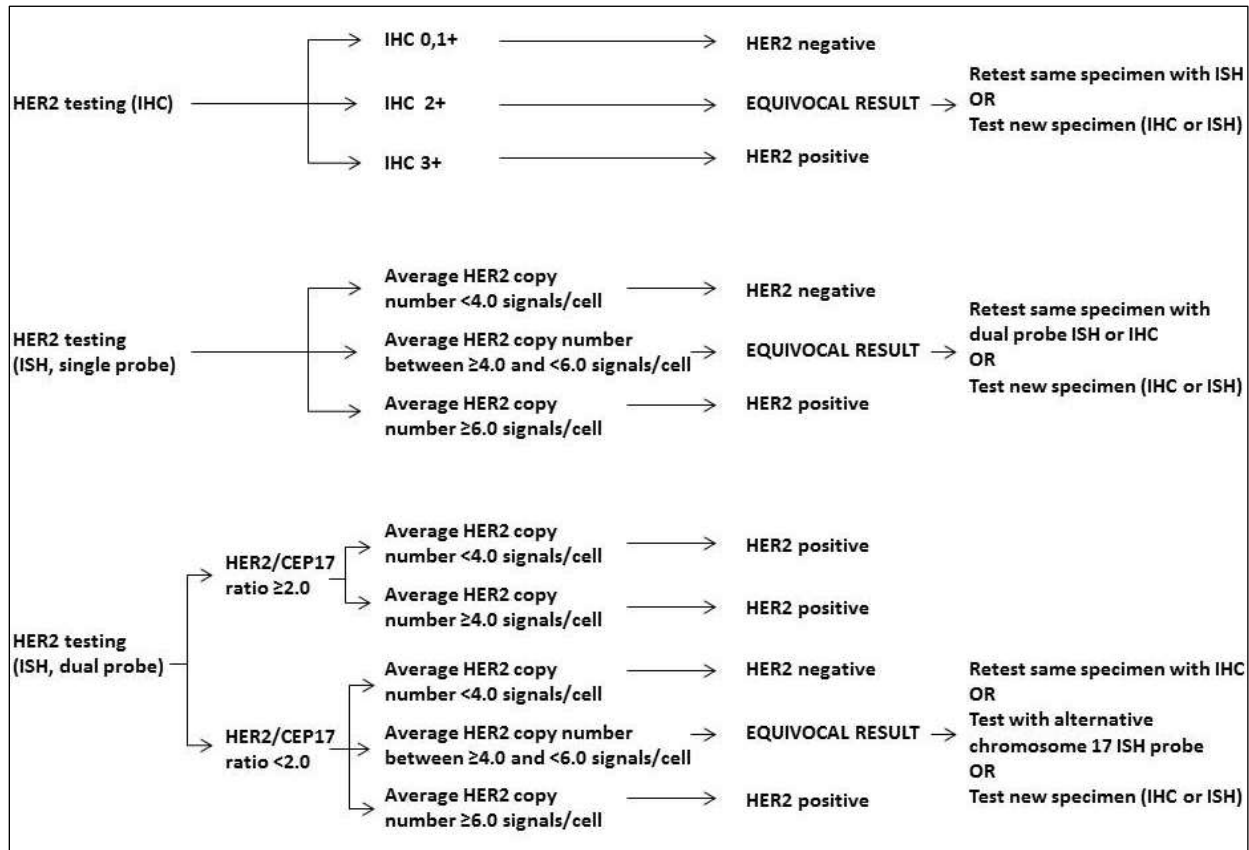 HER2 testing (IHC)
IHC 0,1+
HER2 negative
IHC 2+
EQUIVOCAL RESULT
Retest same specimen with ISH
OR
Test new specimen (IHC or ISH)
IHC 3+
HER2 positive
HER2 testing
(ISH, single probe)
Average HER2 copy
number <4.0 signals/cell
HER2 negative
Average HER2 copy number
between ≥4.0 and <6.0 signals/cell
EQUIVOCAL RESULT
Retest same specimen with
dual probe ISH or IHC
OR
Test new specimen (IHC or ISH)
Average HER2 copy
number ≥6.0 signals/cell
HER2 positive
HER2 testing
(ISH, dual probe)
HER2/CEP17
ratio ≥2.0
Average HER2 copy
number <4.0 signals/cell
HER2 positive
Average HER2 copy
number ≥4.0 signals/cell
HER2 positive
HER2/CEP17
ratio <2.0
Average HER2 copy
number <4.0 signals/cell
HER2 negative
Average HER2 copy number
between ≥4.0 and <6.0 signals/cell
EQUIVOCAL RESULT
Retest same specimen with IHC
OR
Test with alternative
chromosome 17 ISH probe
OR
Test new specimen (IHC or ISH)
Average HER2 copy
number ≥6.0 signals/cell
HER2 positive